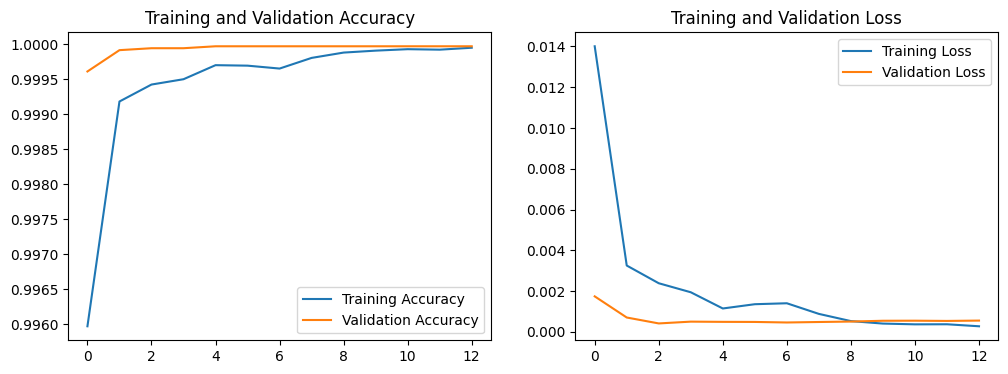 Training and Validation Accuracy
1.0000
0.9995
0.9990
0.9985
0.9980
0.9975
0.9970
0.9965
0.9960
0 2 4 6 8 10 12
Training Accuracy
Validation Accuracy
Training and Validation Loss
0.014
0.012
0.010
0.008
0.006
0.004
0.002
0.000
0 2 4 6 8 10 12
Training Loss
Validation Loss